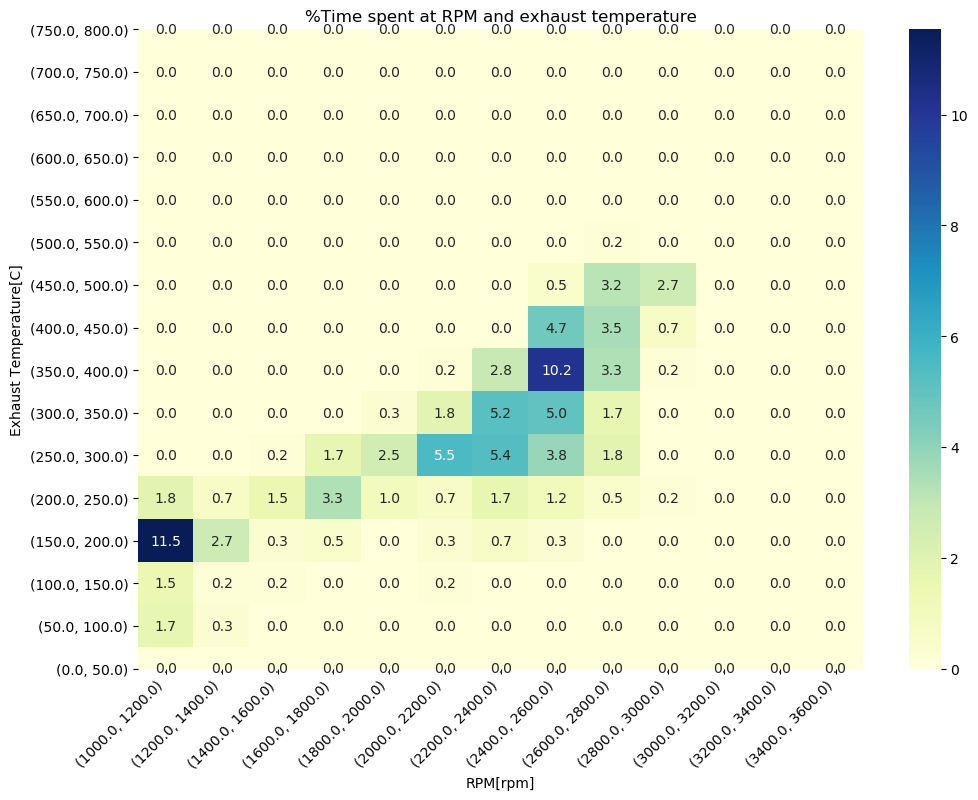 %Time spent at RPM and exhaust temperature
(750.0, 800.0) 0.0 0.0 0.0 0.0 0.0 0.0 0.0 0.0 0.0 0.0 0.0 0.0 0.0
(700.0, 750.0) 0.0 0.0 0.0 0.0 0.0 0.0 0.0 0.0 0.0 0.0 0.0 0.0 0.0
(650.0, 700.0) 0.0 0.0 0.0 0.0 0.0 0.0 0.0 0.0 0.0 0.0 0.0 0.0 0.0
(600.0, 650.0) 0.0 0.0 0.0 0.0 0.0 0.0 0.0 0.0 0.0 0.0 0.0 0.0 0.0
(550.0, 600.0) 0.0 0.0 0.0 0.0 0.0 0.0 0.0 0.0 0.0 0.0 0.0 0.0 0.0
(500.0, 550.0) 0.0 0.0 0.0 0.0 0.0 0.0 0.0 0.0 0.2 0.0 0.0 0.0 0.0
(450.0, 500.0) 0.0 0.0 0.0 0.0 0.0 0.0 0.0 0.5 3.2 2.7 0.0 0.0 0.0
(400.0, 450.0) 0.0 0.0 0.0 0.0 0.0 0.0 0.0 4.7 3.5 0.7 0.0 0.0 0.0
(350.0, 400.0) 0.0 0.0 0.0 0.0 0.0 0.2 2.8 10.2 3.3 0.2 0.0 0.0 0.0
(300.0, 350.0) 0.0 0.0 0.0 0.0 0.3 1.8 5.2 5.0 1.7 0.0 0.0 0.0 0.0
(250.0, 300.0) 0.0 0.0 0.2 1.7 2.5 5.5 5.4 3.8 1.8 0.0 0.0 0.0 0.0
(200.0, 250.0) 1.8 0.7 1.5 3.3 1.0 0.7 1.7 1.2 0.5 0.2 0.0 0.0 0.0
(150.0, 200.0) 11.5 2.7 0.3 0.5 0.0 0.3 0.7 0.3 0.0 0.0 0.0 0.0 0.0
(100.0, 150.0) 1.5 0.2 0.2 0.0 0.0 0.2 0.0 0.0 0.0 0.0 0.0 0.0 0.0
(50.0, 100.0) 1.7 0.3 0.0 0.0 0.0 0.0 0.0 0.0 0.0 0.0 0.0 0.0 0.0
(0.0, 50.0) 0.0 0.0 0.0 0.0 0.0 0.0 0.0 0.0 0.0 0.0 0.0 0.0 0.0
Exhaust Temperature[C]
(1000.0, 1200.0) (1200.0, 1400.0) (1400.0, 1600.0) (1600.0, 1800.0) (1800.0, 2000.0) (2000.0, 2200.0) (2200.0, 2400.0) (2400.0, 2600.0) (2600.0, 2800.0) (2800.0, 3000.0) (3000.0, 3200.0) (3200.0, 3400.0) (3400.0, 3600.0)
RPM[rpm]
10
8
6
4
2
0